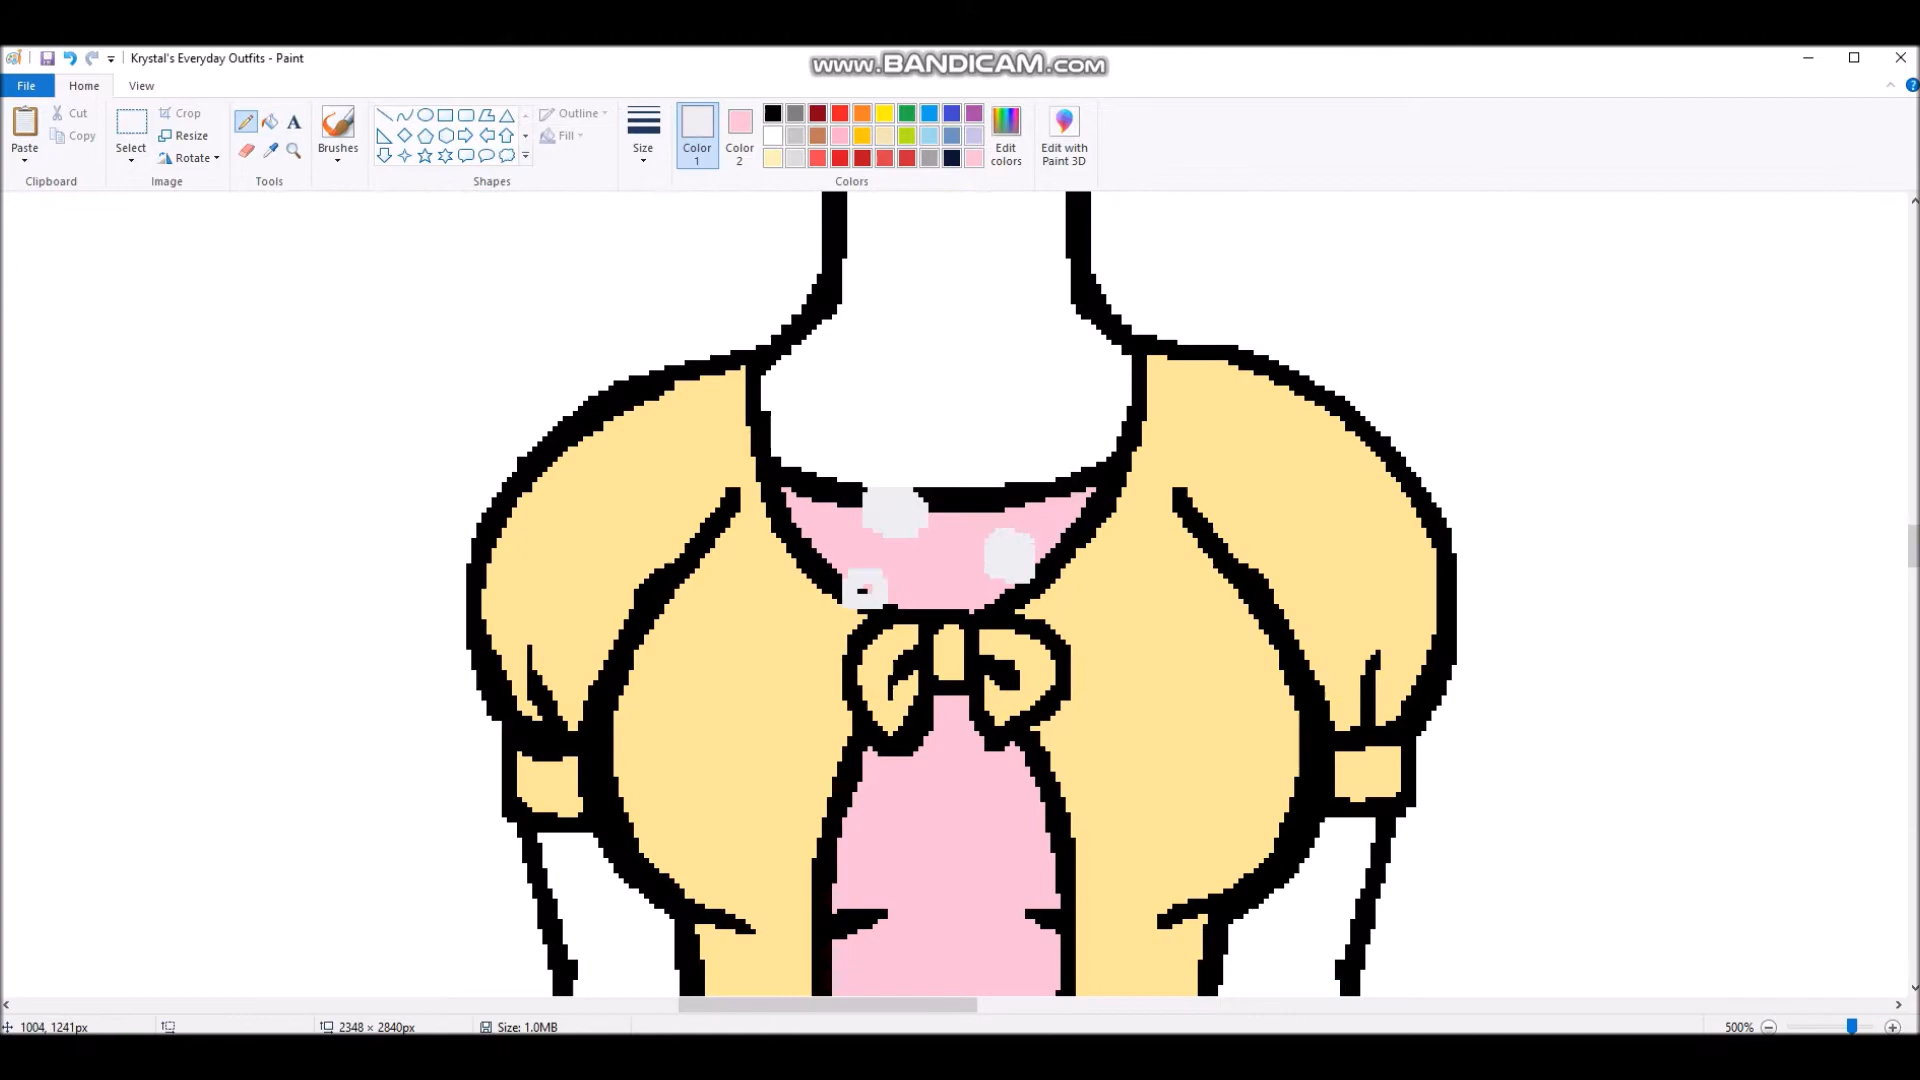 Krystal's Everyday Outfits - Paint
www.BANDICAM.com
File
Home
View
Paste
Cut
Copy
Clipboard
Select
Crop
Resize
Rotate
Image
A
Tools
Brushes
Outline
Fill
Shapes
Size
Color 1
Color 2
Edit colors
Colors
Edit with Paint 3D
1004, 1241px
2348 × 2840px
Size: 1.0MB
500%